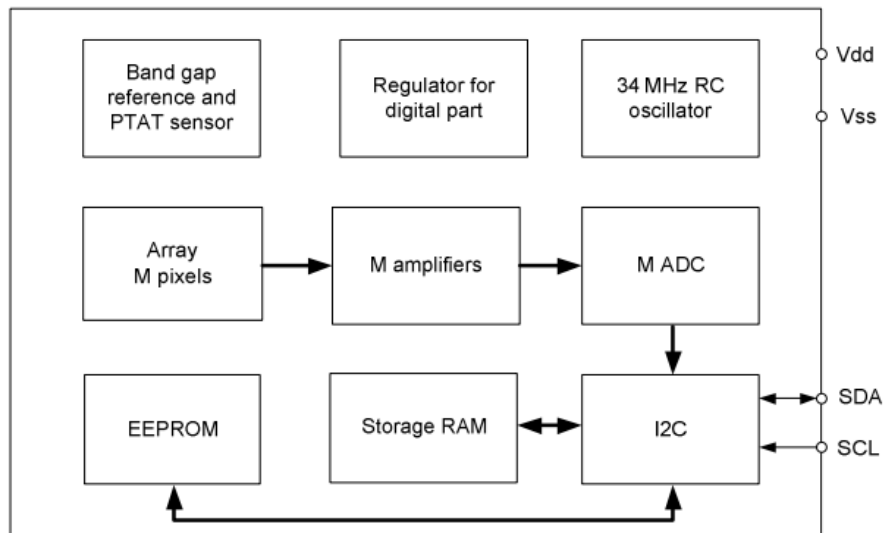 Band gap
reference and
PTAT sensor
Regulator for
digital part
34 MHz RC
oscillator
Vdd
Vss
Array
M pixels
M amplifiers
M ADC
EEPROM
Storage RAM
I2C
SDA
SCL